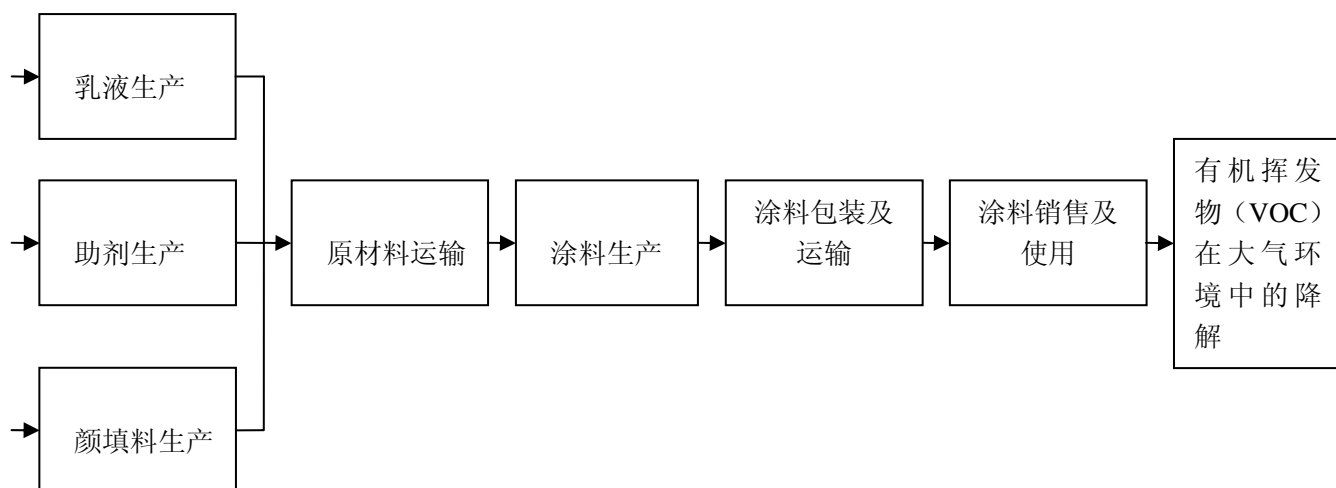 乳液生产
助剂生产
颜填料生产
原材料运输
涂料生产
涂料包装及
运输
涂料销售及
使用
有机挥发
物（VOC）
在大气环
境中的降
解